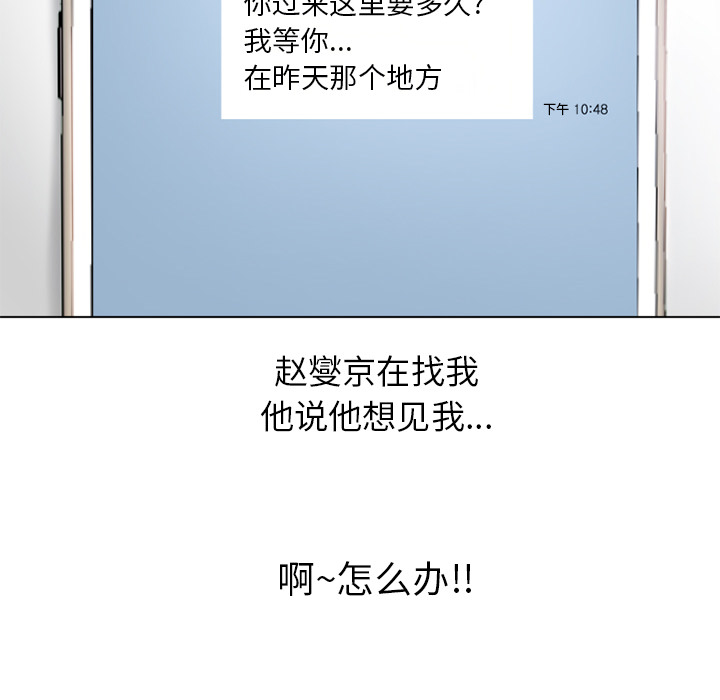 你过来这里要多久?
我等你...
在昨天那个地方
下午 10:48
赵燮京在找我
他说他想见我...
啊~怎么办!!